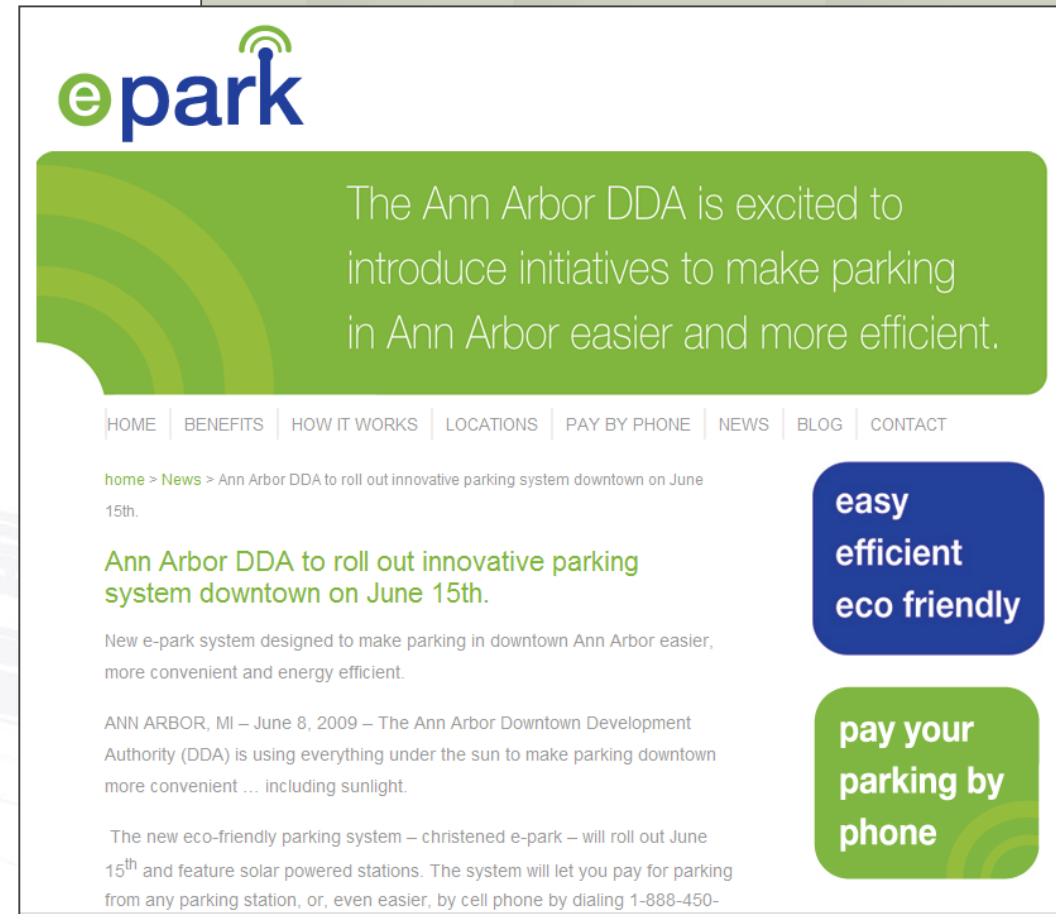 epark
The Ann Arbor DDA is excited to
introduce initiatives to make parking
in Ann Arbor easier and more efficient.
HOME BENEFITS HOW IT WORKS LOCATIONS PAY BY PHONE NEWS BLOG CONTACT
home > News > Ann Arbor DDA to roll out innovative parking system downtown on June
15th.
Ann Arbor DDA to roll out innovative parking
system downtown on June 15th.
New e-park system designed to make parking in downtown Ann Arbor easier,
more convenient and energy efficient.
ANN ARBOR, MI – June 8, 2009 – The Ann Arbor Downtown Development
Authority (DDA) is using everything under the sun to make parking downtown
more convenient … including sunlight.
The new eco-friendly parking system – christened e-park – will roll out June
15th and feature solar powered stations. The system will let you pay for parking
from any parking station, or, even easier, by cell phone by dialing 1-888-450-
easy
efficient
eco friendly
pay your
parking by
phone